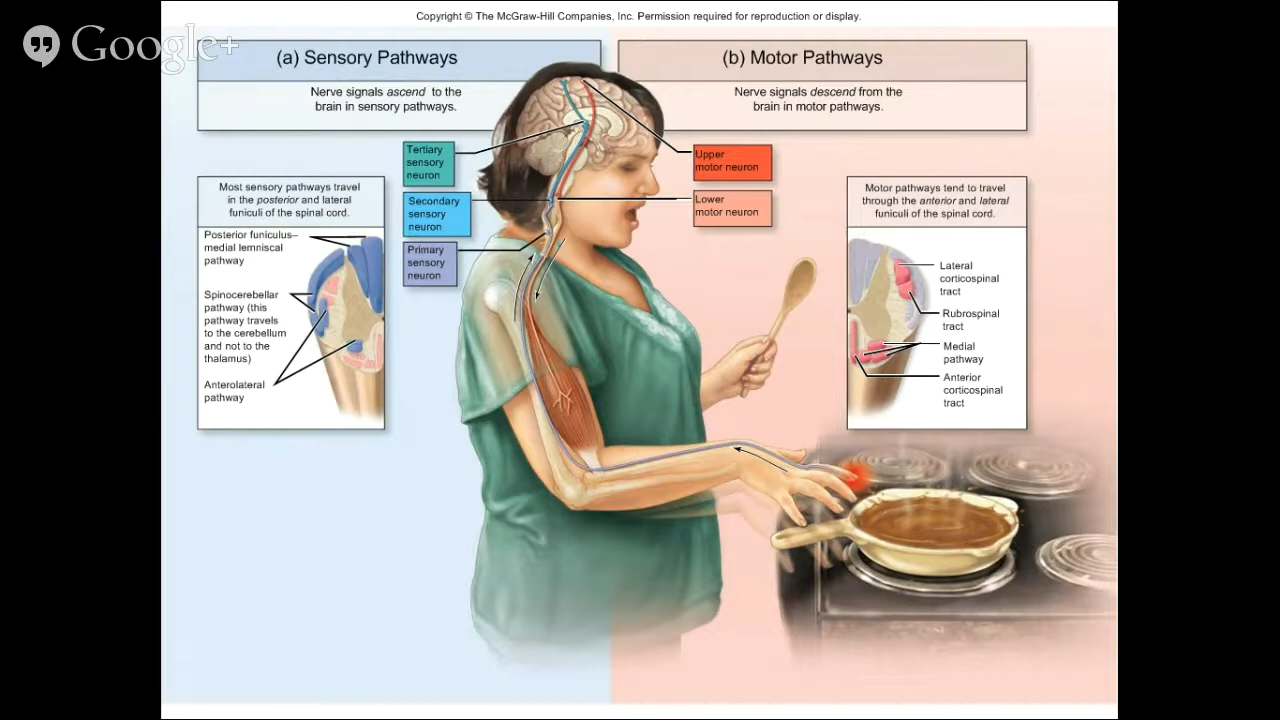 Copyright © The McGraw-Hill Companies, Inc. Permission required for reproduction or display.
Google+
(a) Sensory Pathways
Nerve signals ascend to the
brain in sensory pathways.
(b) Motor Pathways
Nerve signals descend from the
brain in motor pathways.
Tertiary
sensory
neuron
Secondary
sensory
neuron
Primary
sensory
neuron
Upper
motor neuron
Lower
motor neuron
Most sensory pathways travel
in the posterior and lateral
funiculi of the spinal cord.
Posterior funiculus–
medial lemniscal
pathway
Spinocerebellar
pathway (this
pathway travels
to the cerebellum
and not to the
thalamus)
Anterolateral
pathway
Motor pathways tend to travel
through the anterior and lateral
funiculi of the spinal cord.
Lateral
corticospinal
tract
Rubrospinal
tract
Medial
pathway
Anterior
corticospinal
tract